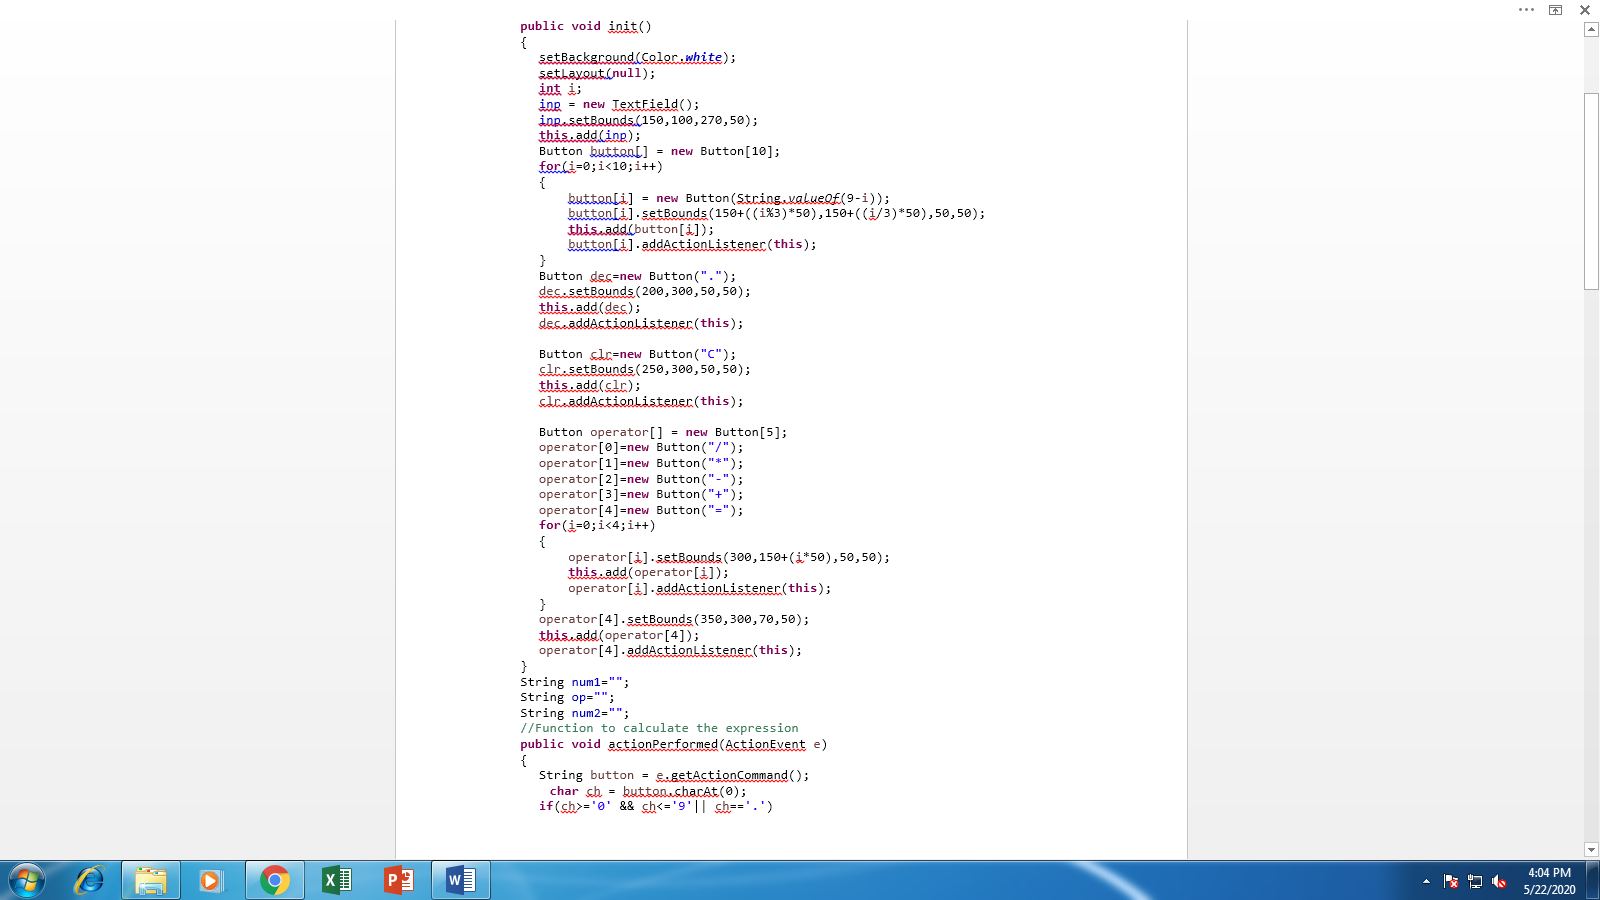 public void init()
{
setBackground(Color.white);
setLayout(null);
int i;
inp = new TextField();
inp.setBounds(150,100,270,50);
this.add(inp);
Button button[] = new Button[10];
for(i=0;i<10;i++)
{
button[i] = new Button(String.valueOf(9-i));
button[i].setBounds(150+((i%3)*50),150+((i/3)*50),50,50);
this.add(button[i]);
button[i].addActionListener(this);
}
Button dec=new Button(".");
dec.setBounds(200,300,50,50);
this.add(dec);
dec.addActionListener(this);
Button clr=new Button("C");
clr.setBounds(250,300,50,50);
this.add(clr);
clr.addActionListener(this);
Button operator[] = new Button[5];
operator[0]=new Button("/");
operator[1]=new Button("*");
operator[2]=new Button("-");
operator[3]=new Button("+");
operator[4]=new Button("=");
for(i=0;i<4;i++)
{
operator[i].setBounds(300,150+(i*50),50,50);
this.add(operator[i]);
operator[i].addActionListener(this);
}
operator[4].setBounds(350,300,70,50);
this.add(operator[4]);
operator[4].addActionListener(this);
}
String num1="";
String op="";
String num2="";
//Function to calculate the expression
public void actionPerformed(ActionEvent e)
{
String button = e.getActionCommand();
char ch = button.charAt(0);
if(ch>='0' && ch<='9'|| ch=='.')
4:04 PM
5/22/2020